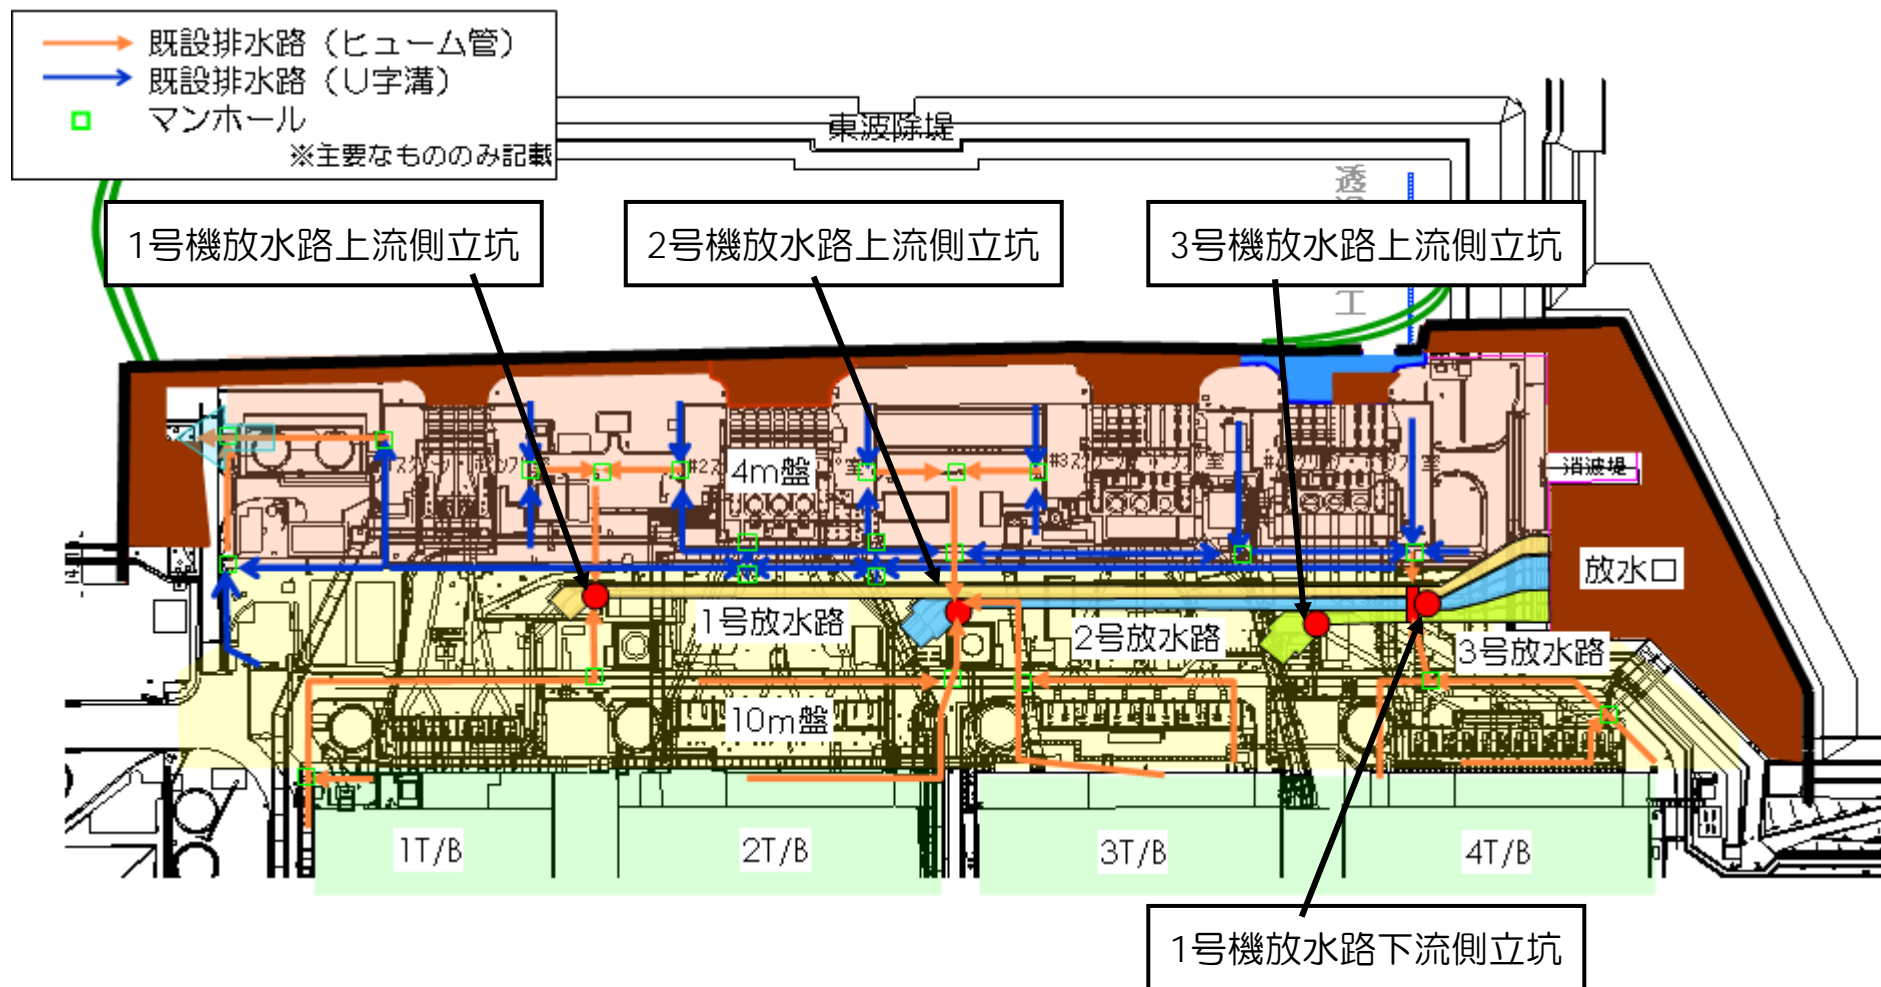 既設排水路（ヒューム管）
既設排水路（U字溝）
マンホール
※主要なもののみ記載
東波除堤
透
工
1号機放水路上流側立坑
2号機放水路上流側立坑
3号機放水路上流側立坑
4m盤
消波堤
放水口
1号放水路
2号放水路
3号放水路
10m盤
1T/B
2T/B
3T/B
4T/B
1号機放水路下流側立坑